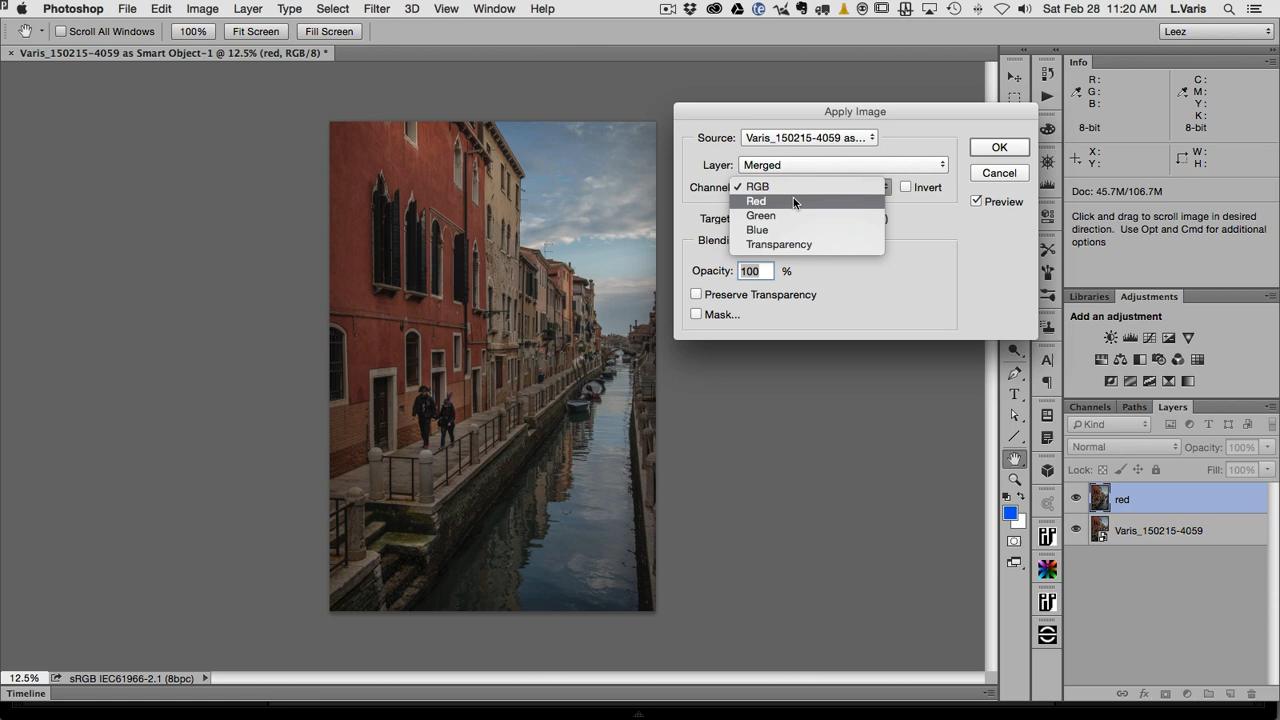 Photoshop File Edit Image Layer Type Select Filter 3D View Window Help Sat Feb 28 11:20 AM L.Varis
Scroll All Windows 100% Fit Screen Fill Screen Leez
× Varis_150215-4059 as Smart Object-1 @ 12.5% (red, RGB/8) *
Info
R: C:
G: M:
B: Y:
K:
8-bit 8-bit
X: W:
Y: H:
Doc: 45.7M/106.7M
Click and drag to scroll image in desired
direction. Use Opt and Cmd for additional
options
Apply Image
Source: Varis_150215-4059 as...
OK
Layer: Merged
Cancel
Channel ✓ RGB Invert
Red
Preview
Green
Target )
Blue
Blendi
Transparency
Opacity: 100 %
Preserve Transparency
Mask...
Libraries Adjustments
Add an adjustment
Channels Paths Layers
Kind
Normal Opacity: 100%
Lock: Fill: 100%
red
Varis_150215-4059
12.5% sRGB IEC61966-2.1 (8bpc)
Timeline